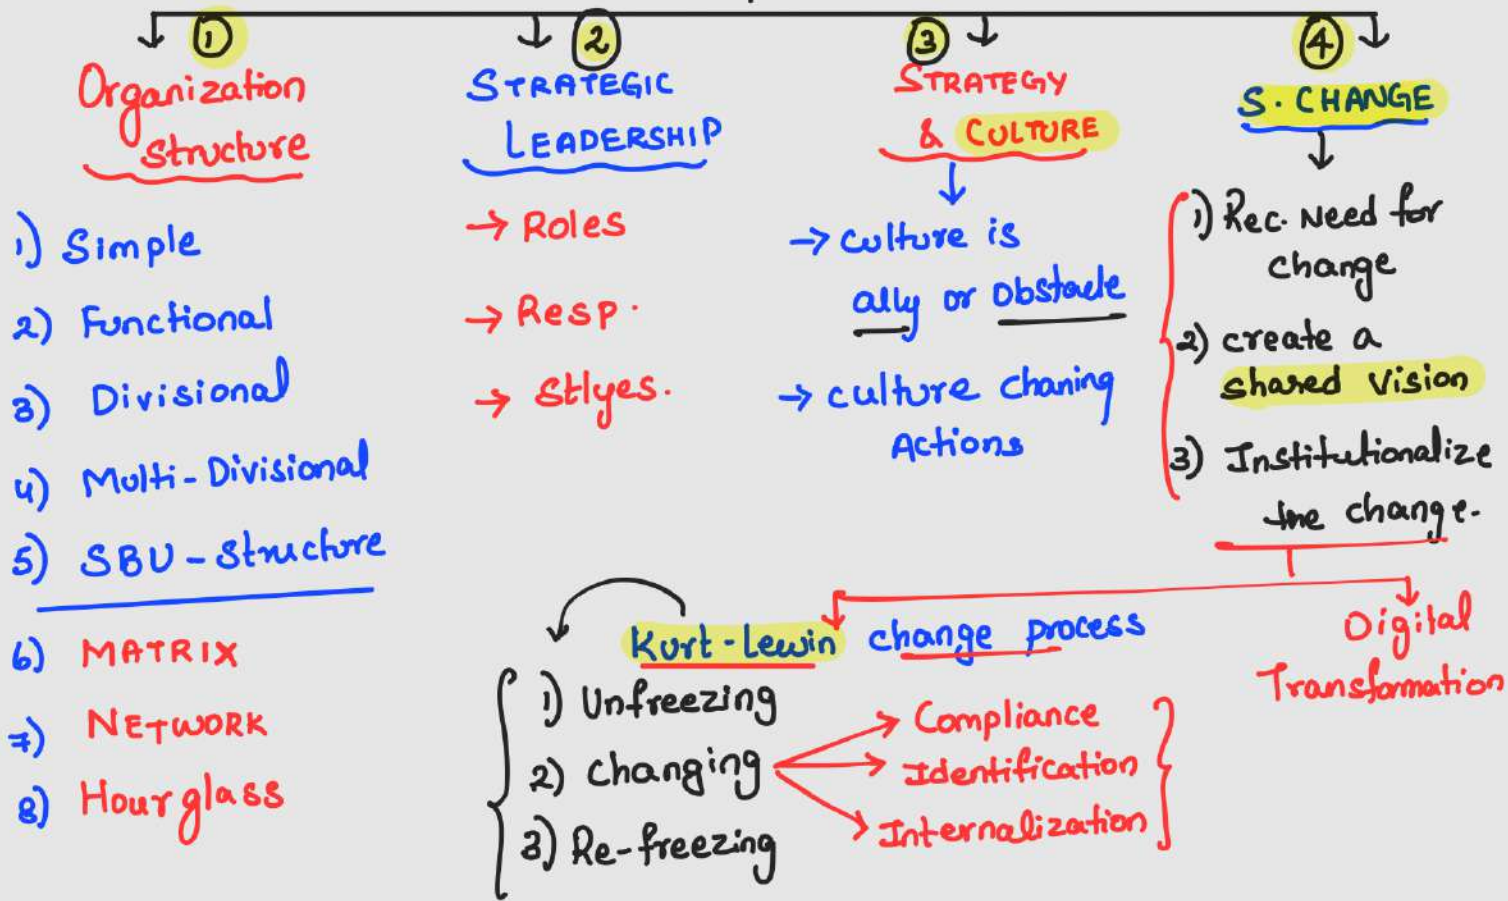 ①
Organization
Structure
1) Simple
2) Functional
3) Divisional
4) Multi-Divisional
5) SBU-Structure
6) MATRIX
7) NETWORK
8) Hourglass
②
STRATEGIC
LEADERSHIP
→ Roles
→ Resp.
→ Stlyes.
③
STRATEGY
& CULTURE
→ culture is
ally or Obstacle
→ culture chaning
Actions
④
S. CHANGE
1) Rec. Need for
change
2) create a
shared vision
3) Institutionalize
the change.
Kurt-Lewin change process
1) Unfreezing
2) Changing
3) Re-freezing
Compliance
Identification
Internalization
Digital
Transformation